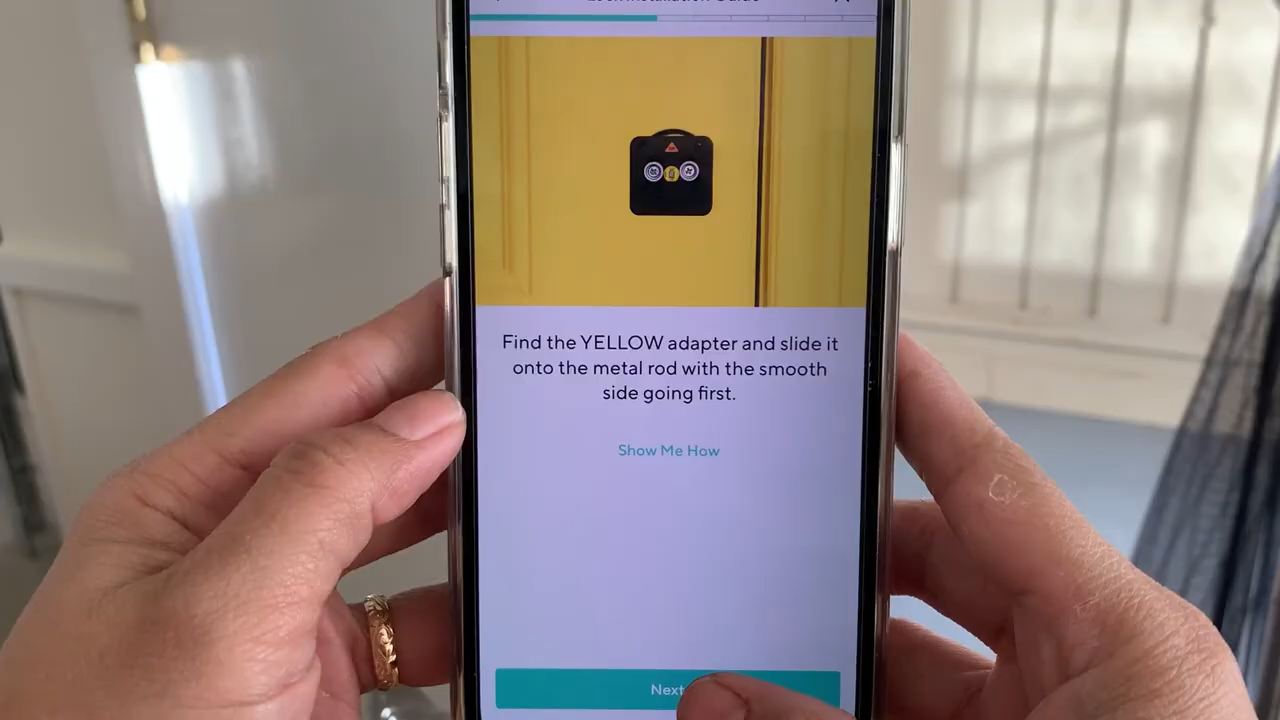 Find the YELLOW adapter and slide it
onto the metal rod with the smooth
side going first.
Show Me How
Next